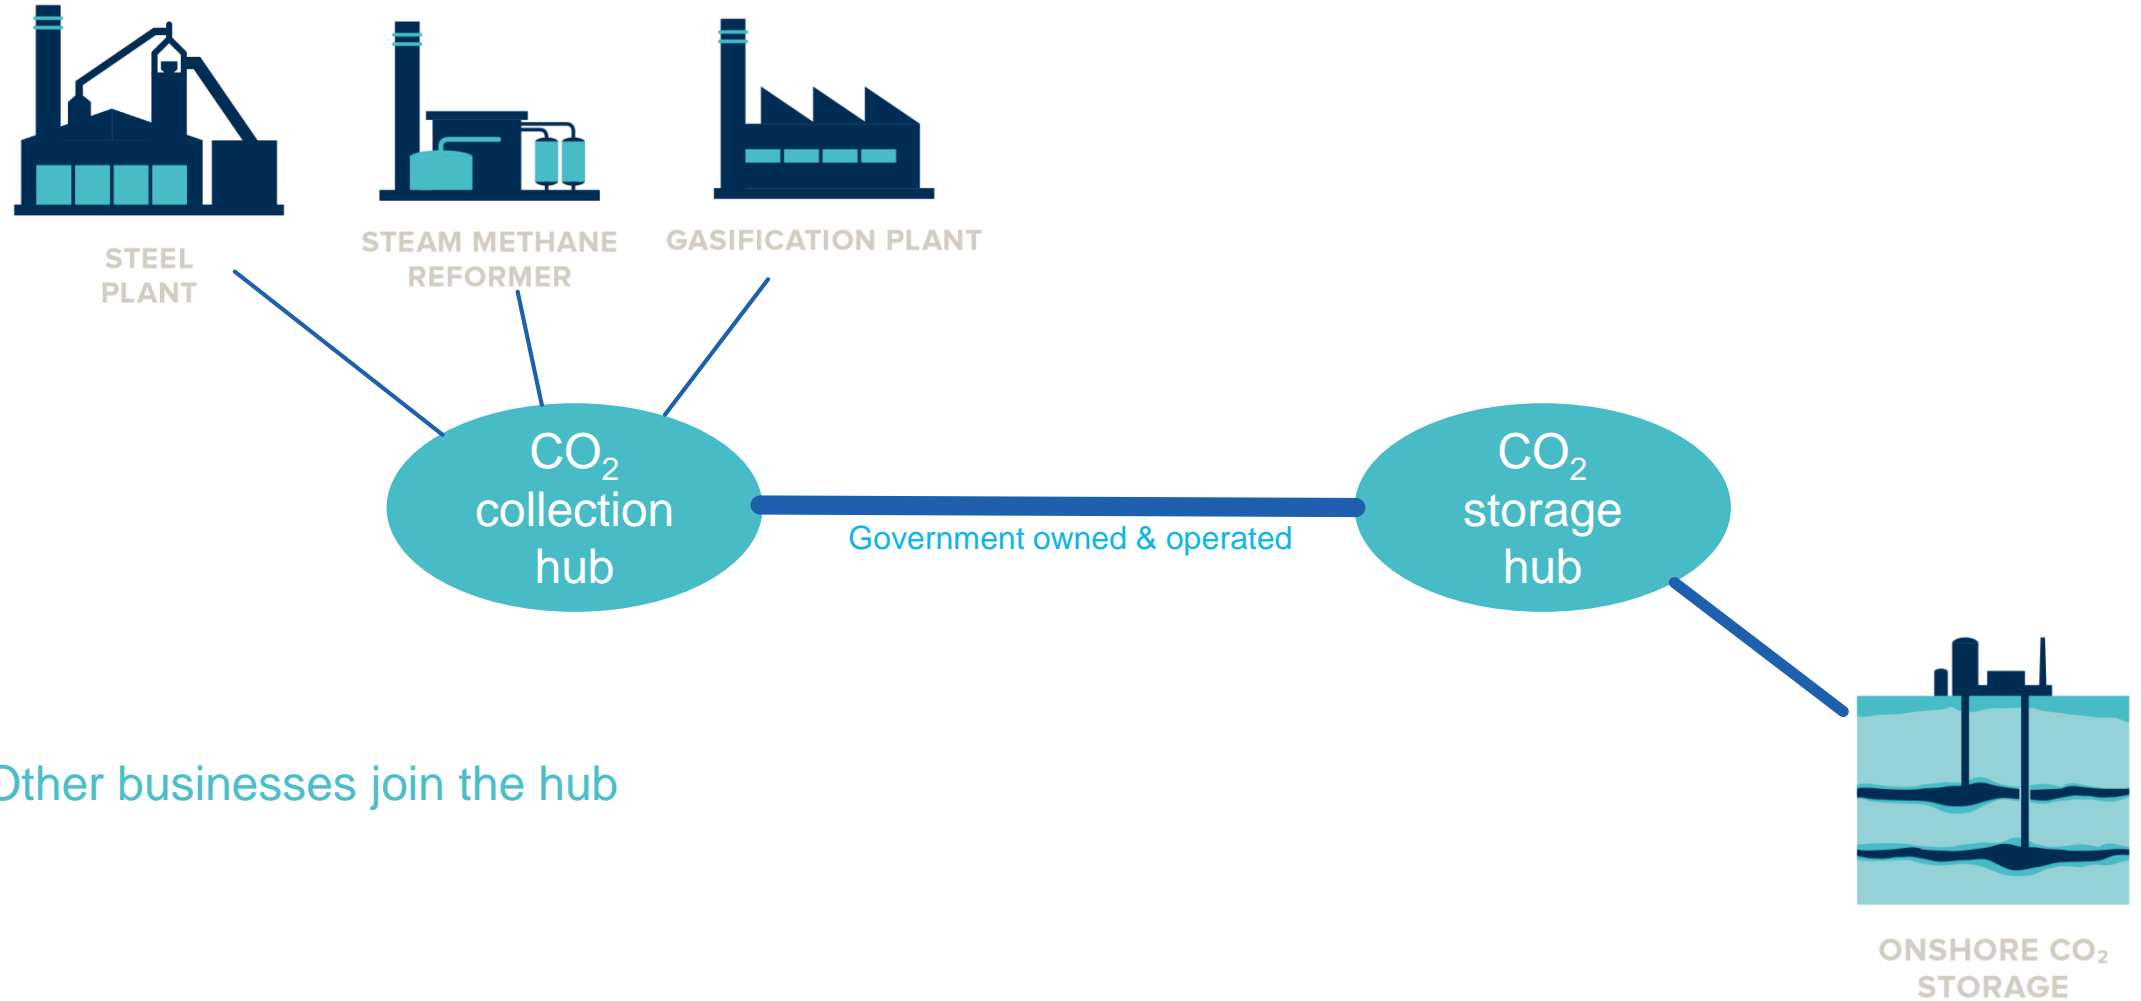 STEEL
PLANT
STEAM METHANE
REFORMER
GASIFICATION PLANT
CO₂
collection
hub
Government owned & operated
CO₂
storage
hub
Other businesses join the hub
ONSHORE CO₂
STORAGE